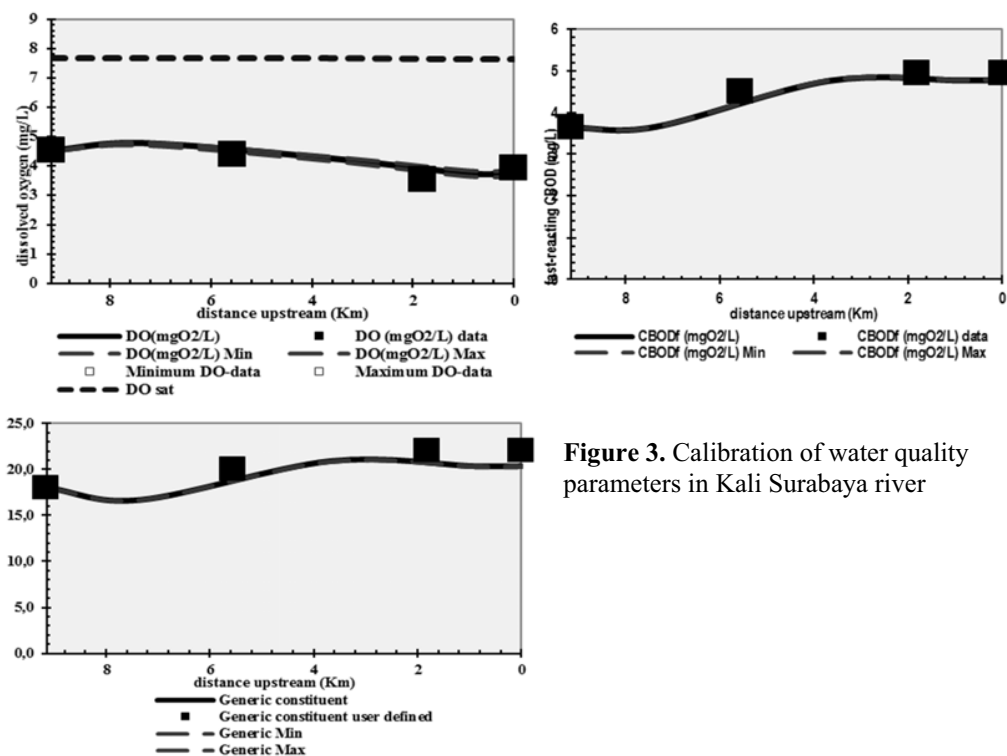 9
8
7
6
5
4
3
2
1
0
dissolved oxygen (mg/L)
8 6 4 2 0
distance upstream (Km)
DO(mgO2/L) DO (mgO2/L) data
DO(mgO2/L) Min DO(mgO2/L) Max
Minimum DO-data Maximum DO-data
DO sat
6
5
4
3
2
1
0
ast-reacting CBOD (mg/L)
8 6 4 2 0
distance upstream (Km)
CBODf (mgO2/L) CBODf (mgO2/L) data
CBODf (mgO2/L) Min CBODf (mgO2/L) Max
25,0
20,0
15,0
10,0
5,0
0,0
8 6 4 2 0
distance upstream (Km)
Generic constituent
Generic constituent user defined
Generic Min
Generic Max
Figure 3. Calibration of water quality
parameters in Kali Surabaya river